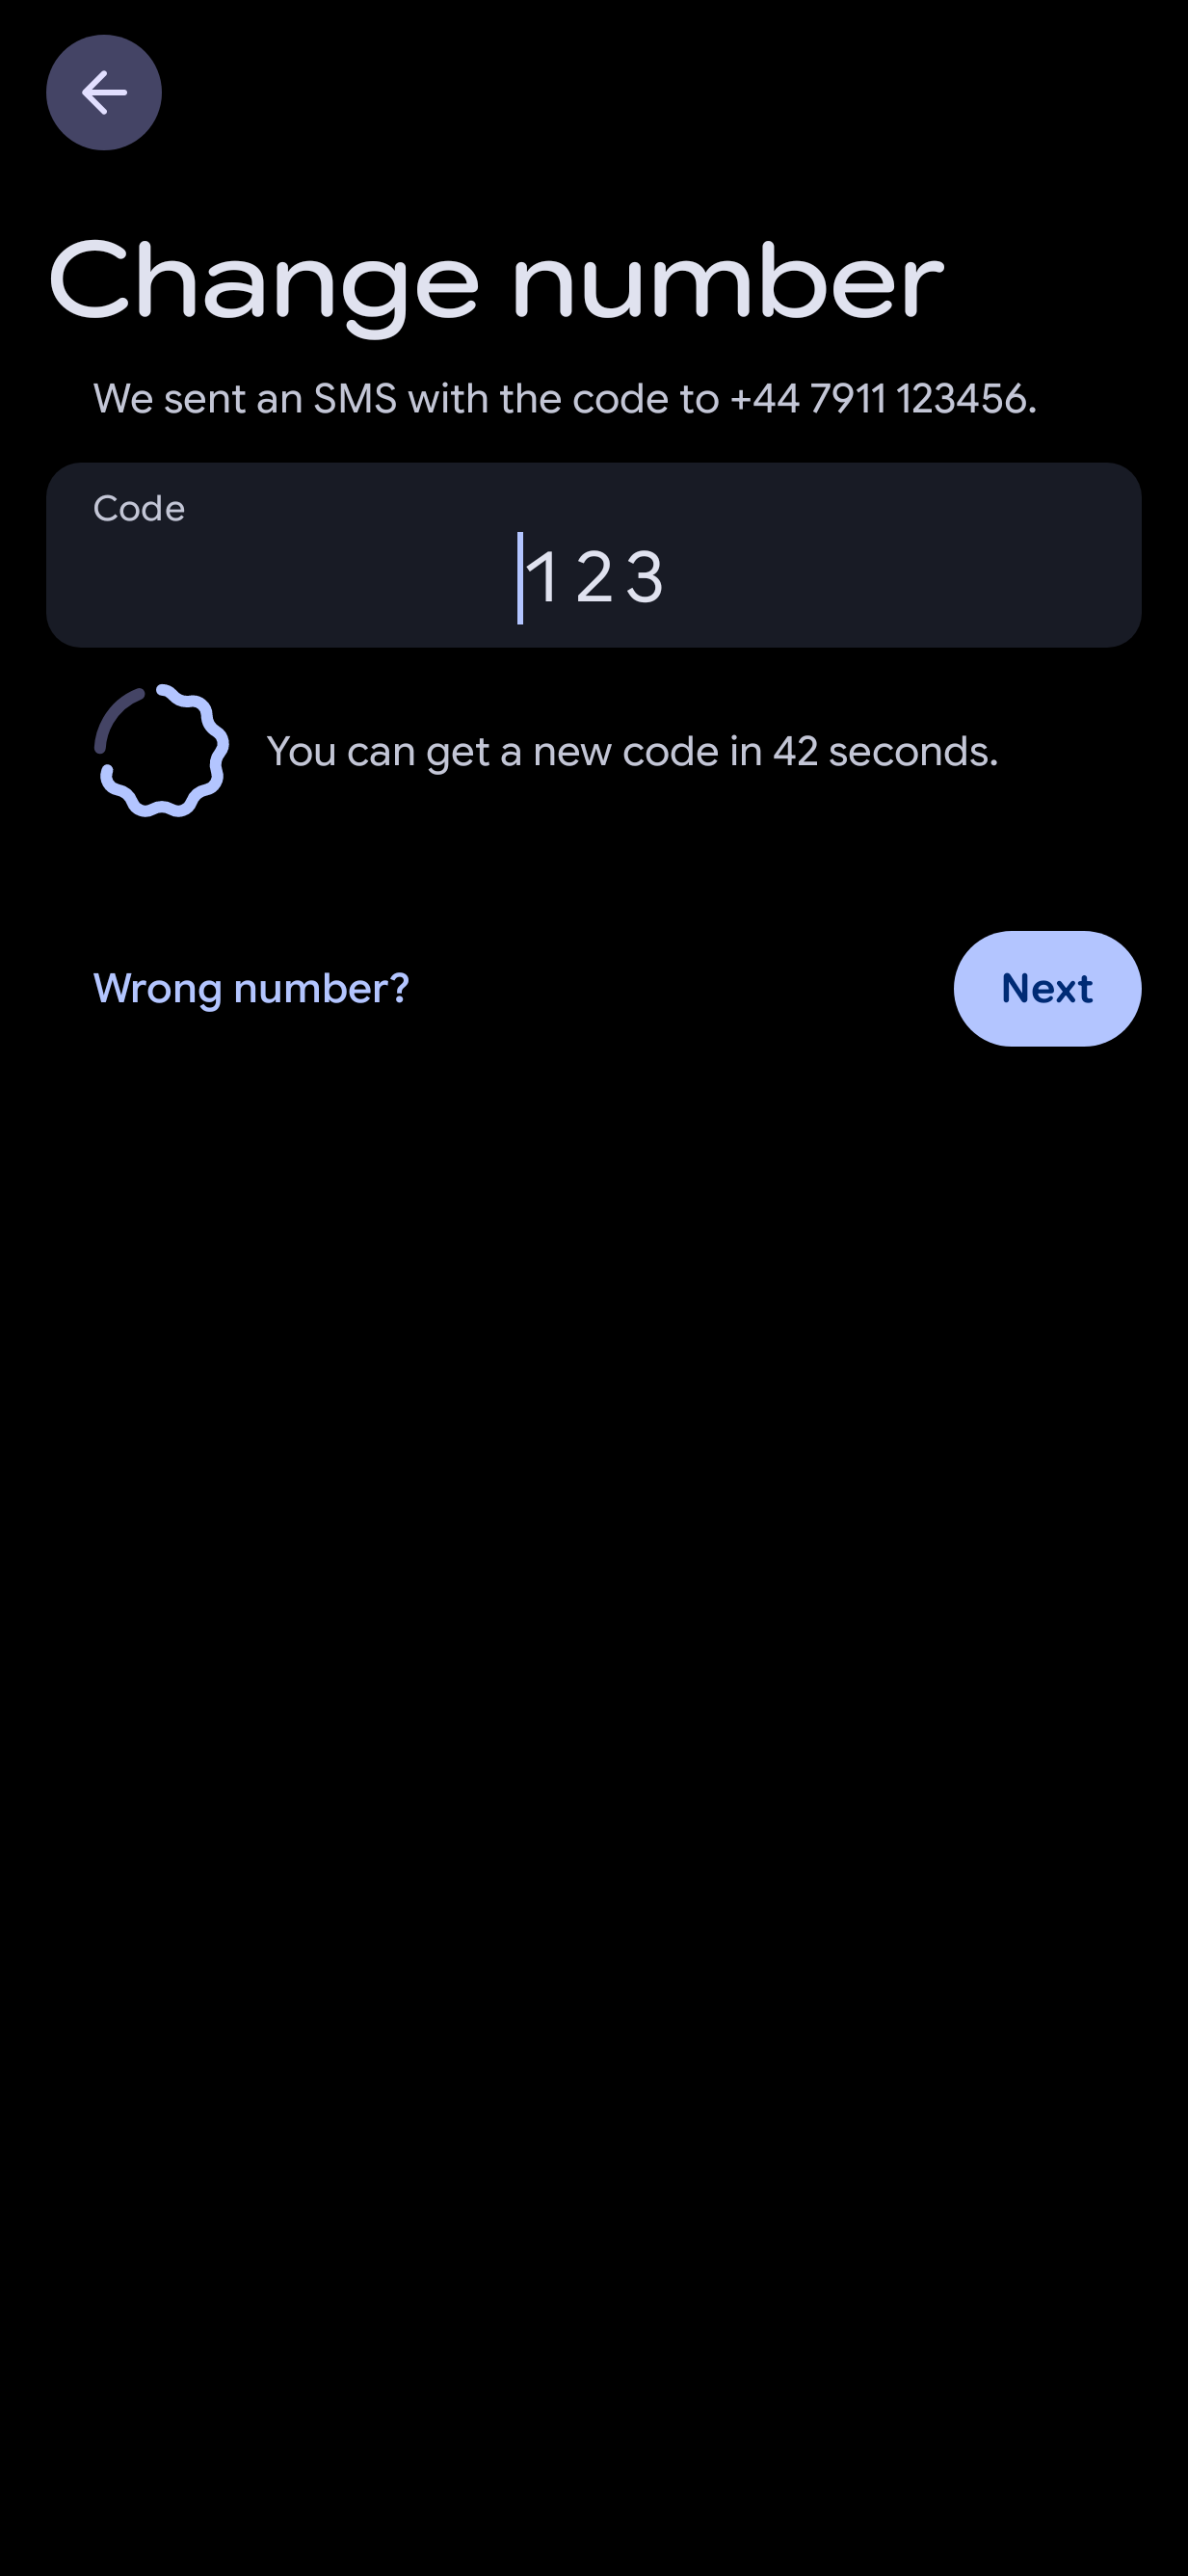 Change number
We sent an SMS with the code to +44 7911 123456.
Code
123
You can get a new code in 42 seconds.
Wrong number?
Next